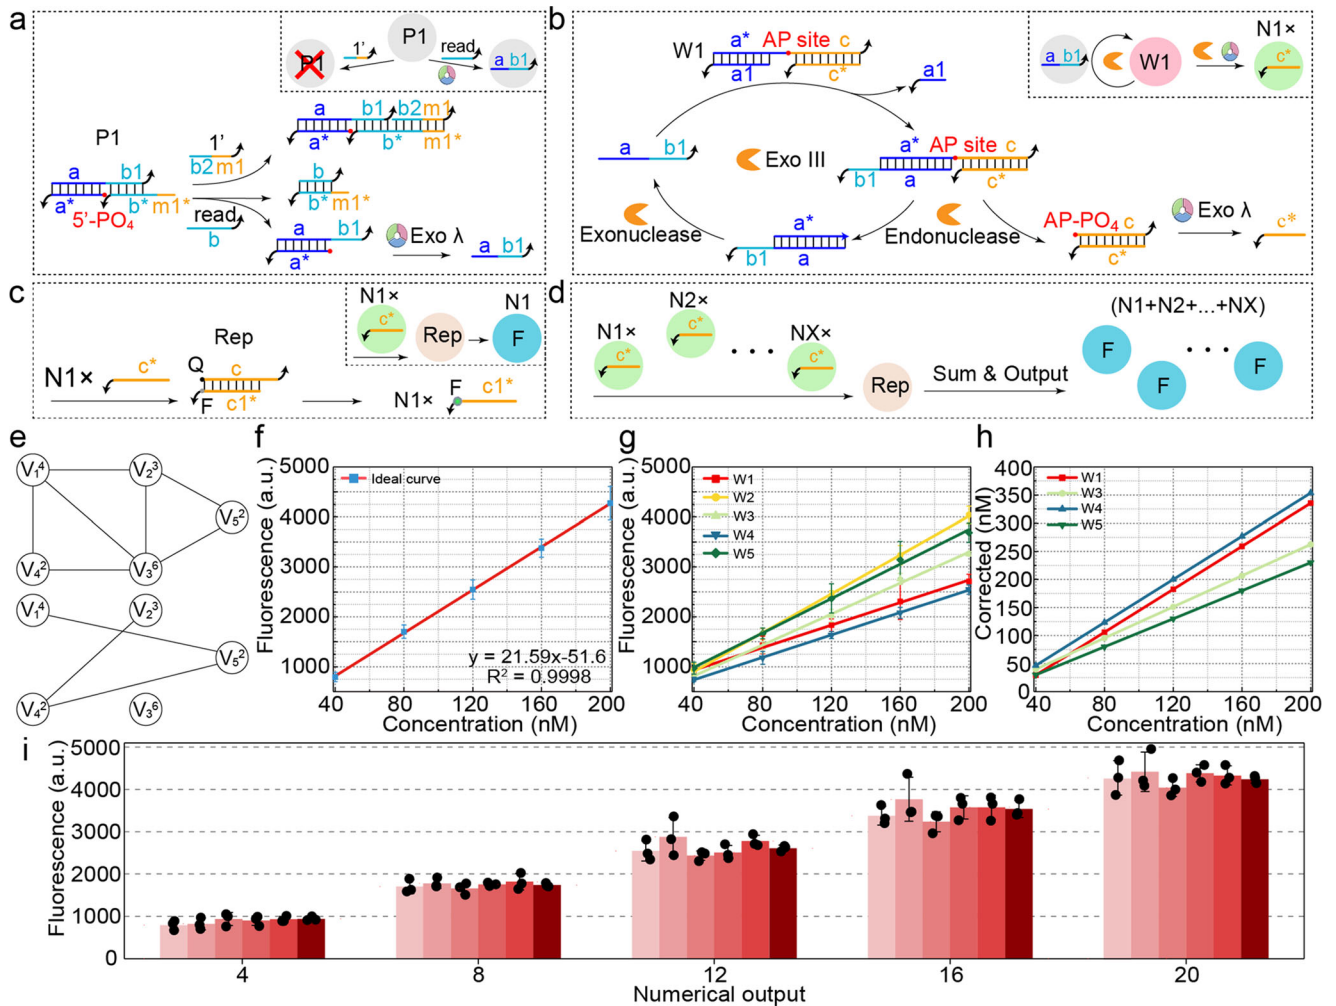 a
P1
1'
read
P1
a b1
P1
1'
b2 m1
a
b1
a*
b*
m1*
5'-PO4
read
b
a
b1 b2 m1
a*
b*
m1*
b
b* m1*
a
b1
a*
Exo λ
a b1
b
W1
a*
AP site
c
a1
c*
a1
a b1
W1
N1×
c*
a b1
Exo III
a*
AP site
c
b1
a
c*
Exonuclease
a*
b1
a
Endonuclease
AP-PO4 c
c*
Exo λ
c*
c
N1×
c*
Rep
Q
c
F
c1*
N1×
F
c1*
N1×
c*
Rep
N1
F
d
N1×
c*
N2×
c*
• • •
NX×
c*
Rep
Sum & Output
(N1+N2+...+NX)
F
F
• • •
F
e
V1^4
V2^3
V5^2
V4^2
V3^6
V1^4
V2^3
V5^2
V4^2
V3^6
f
Fluorescence (a.u.)
5000
4000
3000
2000
1000
Ideal curve
y = 21.59x-51.6
R² = 0.9998
40 80 120 160 200
Concentration (nM)
g
Fluorescence (a.u.)
5000
4000
3000
2000
1000
W1
W2
W3
W4
W5
40 80 120 160 200
Concentration (nM)
h
Corrected (nM)
400
350
300
250
200
150
100
50
0
W1
W3
W4
W5
40 80 120 160 200
Concentration (nM)
i
Fluorescence (a.u.)
5000
4000
3000
2000
1000
0
4 8 12 16 20
Numerical output